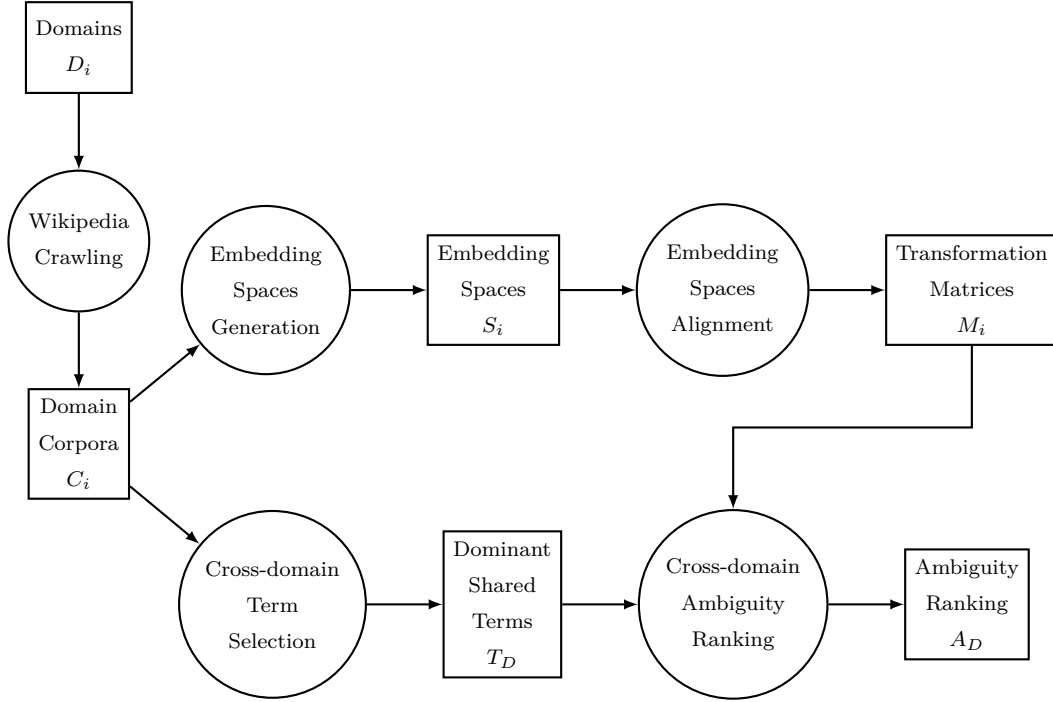 Domains
D_i
Wikipedia
Crawling
Domain
Corpora
C_i
Embedding
Spaces
Generation
Embedding
Spaces
S_i
Embedding
Spaces
Alignment
Transformation
Matrices
M_i
Cross-domain
Term
Selection
Dominant
Shared
Terms
T_D
Cross-domain
Ambiguity
Ranking
Ambiguity
Ranking
A_D